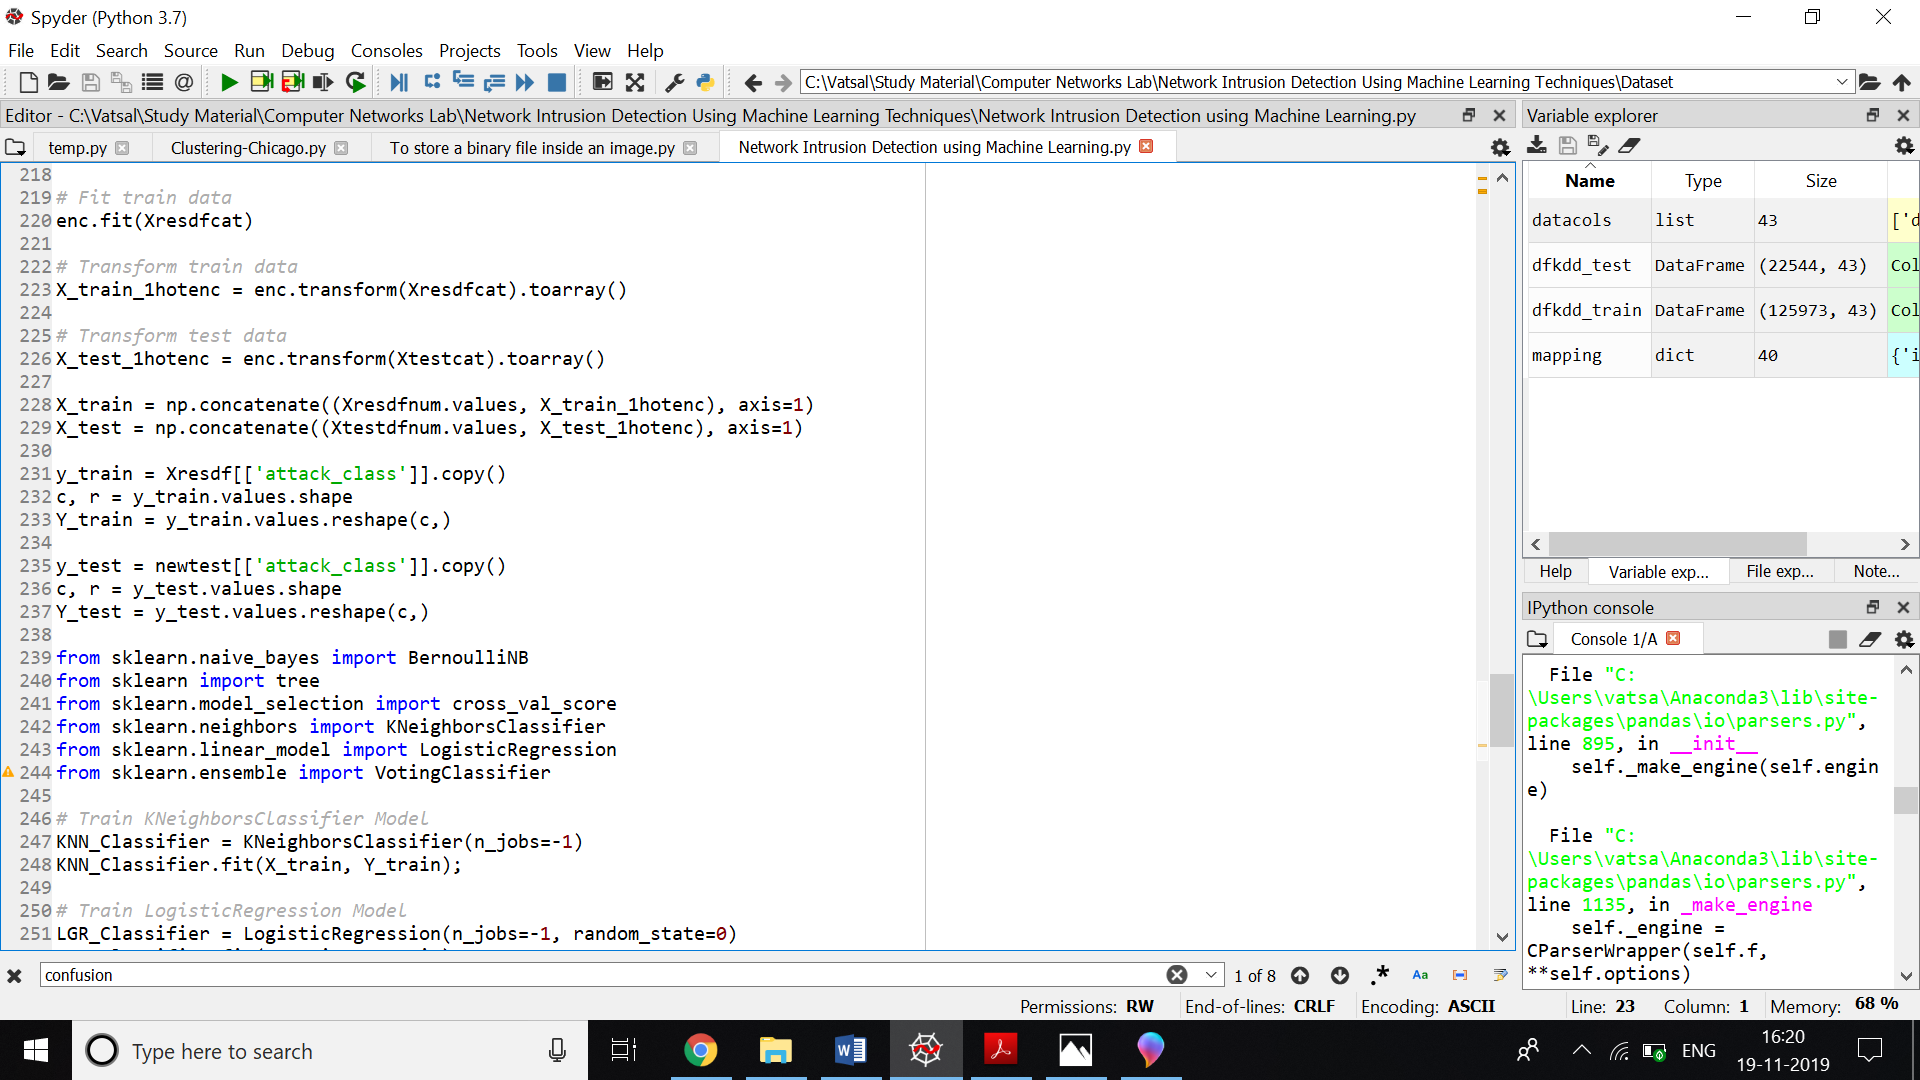 Spyder (Python 3.7)
File Edit Search Source Run Debug Consoles Projects Tools View Help
C:\Vatsal\Study Material\Computer Networks Lab\Network Intrusion Detection Using Machine Learning Techniques\Dataset
Editor - C:\Vatsal\Study Material\Computer Networks Lab\Network Intrusion Detection Using Machine Learning Techniques\Network Intrusion Detection using Machine Learning.py
temp.py Clustering-Chicago.py To store a binary file inside an image.py Network Intrusion Detection using Machine Learning.py
218
219 # Fit train data
220 enc.fit(Xresdfcat)
221
222 # Transform train data
223 X_train_1hotenc = enc.transform(Xresdfcat).toarray()
224
225 # Transform test data
226 X_test_1hotenc = enc.transform(Xtestcat).toarray()
227
228 X_train = np.concatenate((Xresdfnum.values, X_train_1hotenc), axis=1)
229 X_test = np.concatenate((Xtestdfnum.values, X_test_1hotenc), axis=1)
230
231 y_train = Xresdf[['attack_class']].copy()
232 c, r = y_train.values.shape
233 Y_train = y_train.values.reshape(c,)
234
235 y_test = newtest[['attack_class']].copy()
236 c, r = y_test.values.shape
237 Y_test = y_test.values.reshape(c,)
238
239 from sklearn.naive_bayes import BernoulliNB
240 from sklearn import tree
241 from sklearn.model_selection import cross_val_score
242 from sklearn.neighbors import KNeighborsClassifier
243 from sklearn.linear_model import LogisticRegression
244 from sklearn.ensemble import VotingClassifier
245
246 # Train KNeighborsClassifier Model
247 KNN_Classifier = KNeighborsClassifier(n_jobs=-1)
248 KNN_Classifier.fit(X_train, Y_train);
249
250 # Train LogisticRegression Model
251 LGR_Classifier = LogisticRegression(n_jobs=-1, random_state=0)
confusion 1 of 8 .* Aa
Variable explorer
Name Type Size
datacols list 43 ['d
dfkdd_test DataFrame (22544, 43) Col
dfkdd_train DataFrame (125973, 43) Col
mapping dict 40 {'i
Help Variable exp... File exp... Note...
IPython console
Console 1/A
File "C:
\Users\vatsa\Anaconda3\lib\site-
packages\pandas\io\parsers.py",
line 895, in __init__
self._make_engine(self.engin
e)
File "C:
\Users\vatsa\Anaconda3\lib\site-
packages\pandas\io\parsers.py",
line 1135, in _make_engine
self._engine =
CParserWrapper(self.f,
**self.options)
Permissions: RW End-of-lines: CRLF Encoding: ASCII Line: 23 Column: 1 Memory: 68 %
Type here to search
ENG
16:20
19-11-2019